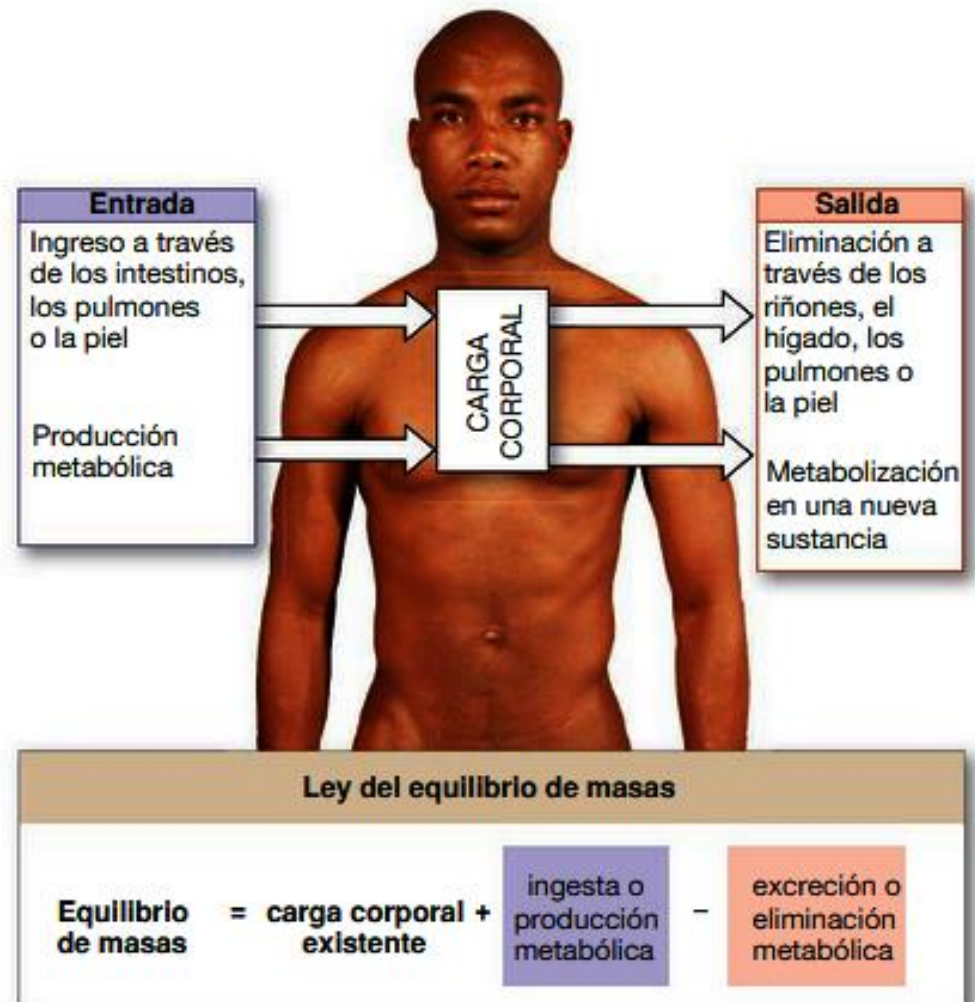 Entrada
Ingreso a través
de los intestinos,
los pulmones
o la piel
Producción
metabólica
CARGA
CORPORAL
Salida
Eliminación a
través de los
riñones, el
hígado, los
pulmones o
la piel
Metabolización
en una nueva
sustancia
Ley del equilibrio de masas
Equilibrio
de masas
= carga corporal +
existente
ingesta o
producción
metabólica
–
excreción o
eliminación
metabólica